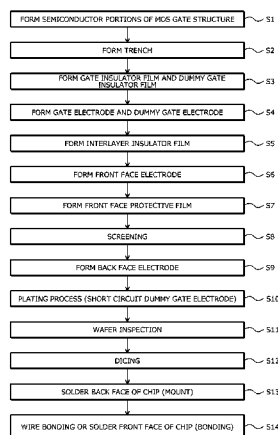 FORM SEMICONDUCTOR PORTIONS OF MOS GATE STRUCTURE
S1
FORM TRENCH
S2
FORM GATE INSULATOR FILM AND DUMMY GATE
INSULATOR FILM
S3
FORM GATE ELECTRODE AND DUMMY GATE ELECTRODE
S4
FORM INTERLAYER INSULATOR FILM
S5
FORM FRONT FACE ELECTRODE
S6
FORM FRONT FACE PROTECTIVE FILM
S7
SCREENING
S8
FORM BACK FACE ELECTRODE
S9
PLATING PROCESS (SHORT CIRCUIT DUMMY GATE ELECTRODE)
S10
WAFER INSPECTION
S11
DICING
S12
SOLDER BACK FACE OF CHIP (MOUNT)
S13
WIRE BONDING OR SOLDER FRONT FACE OF CHIP (BONDING)
S14